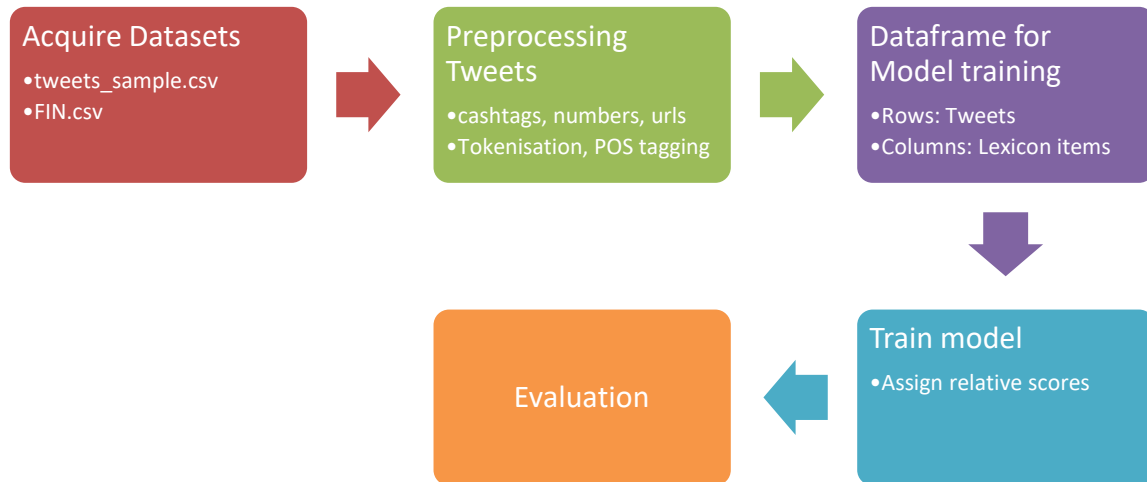 Acquire Datasets
•tweets_sample.csv
•FIN.csv
Preprocessing
Tweets
•cashtags, numbers, urls
•Tokenisation, POS tagging
Dataframe for
Model training
•Rows: Tweets
•Columns: Lexicon items
Train model
•Assign relative scores
Evaluation